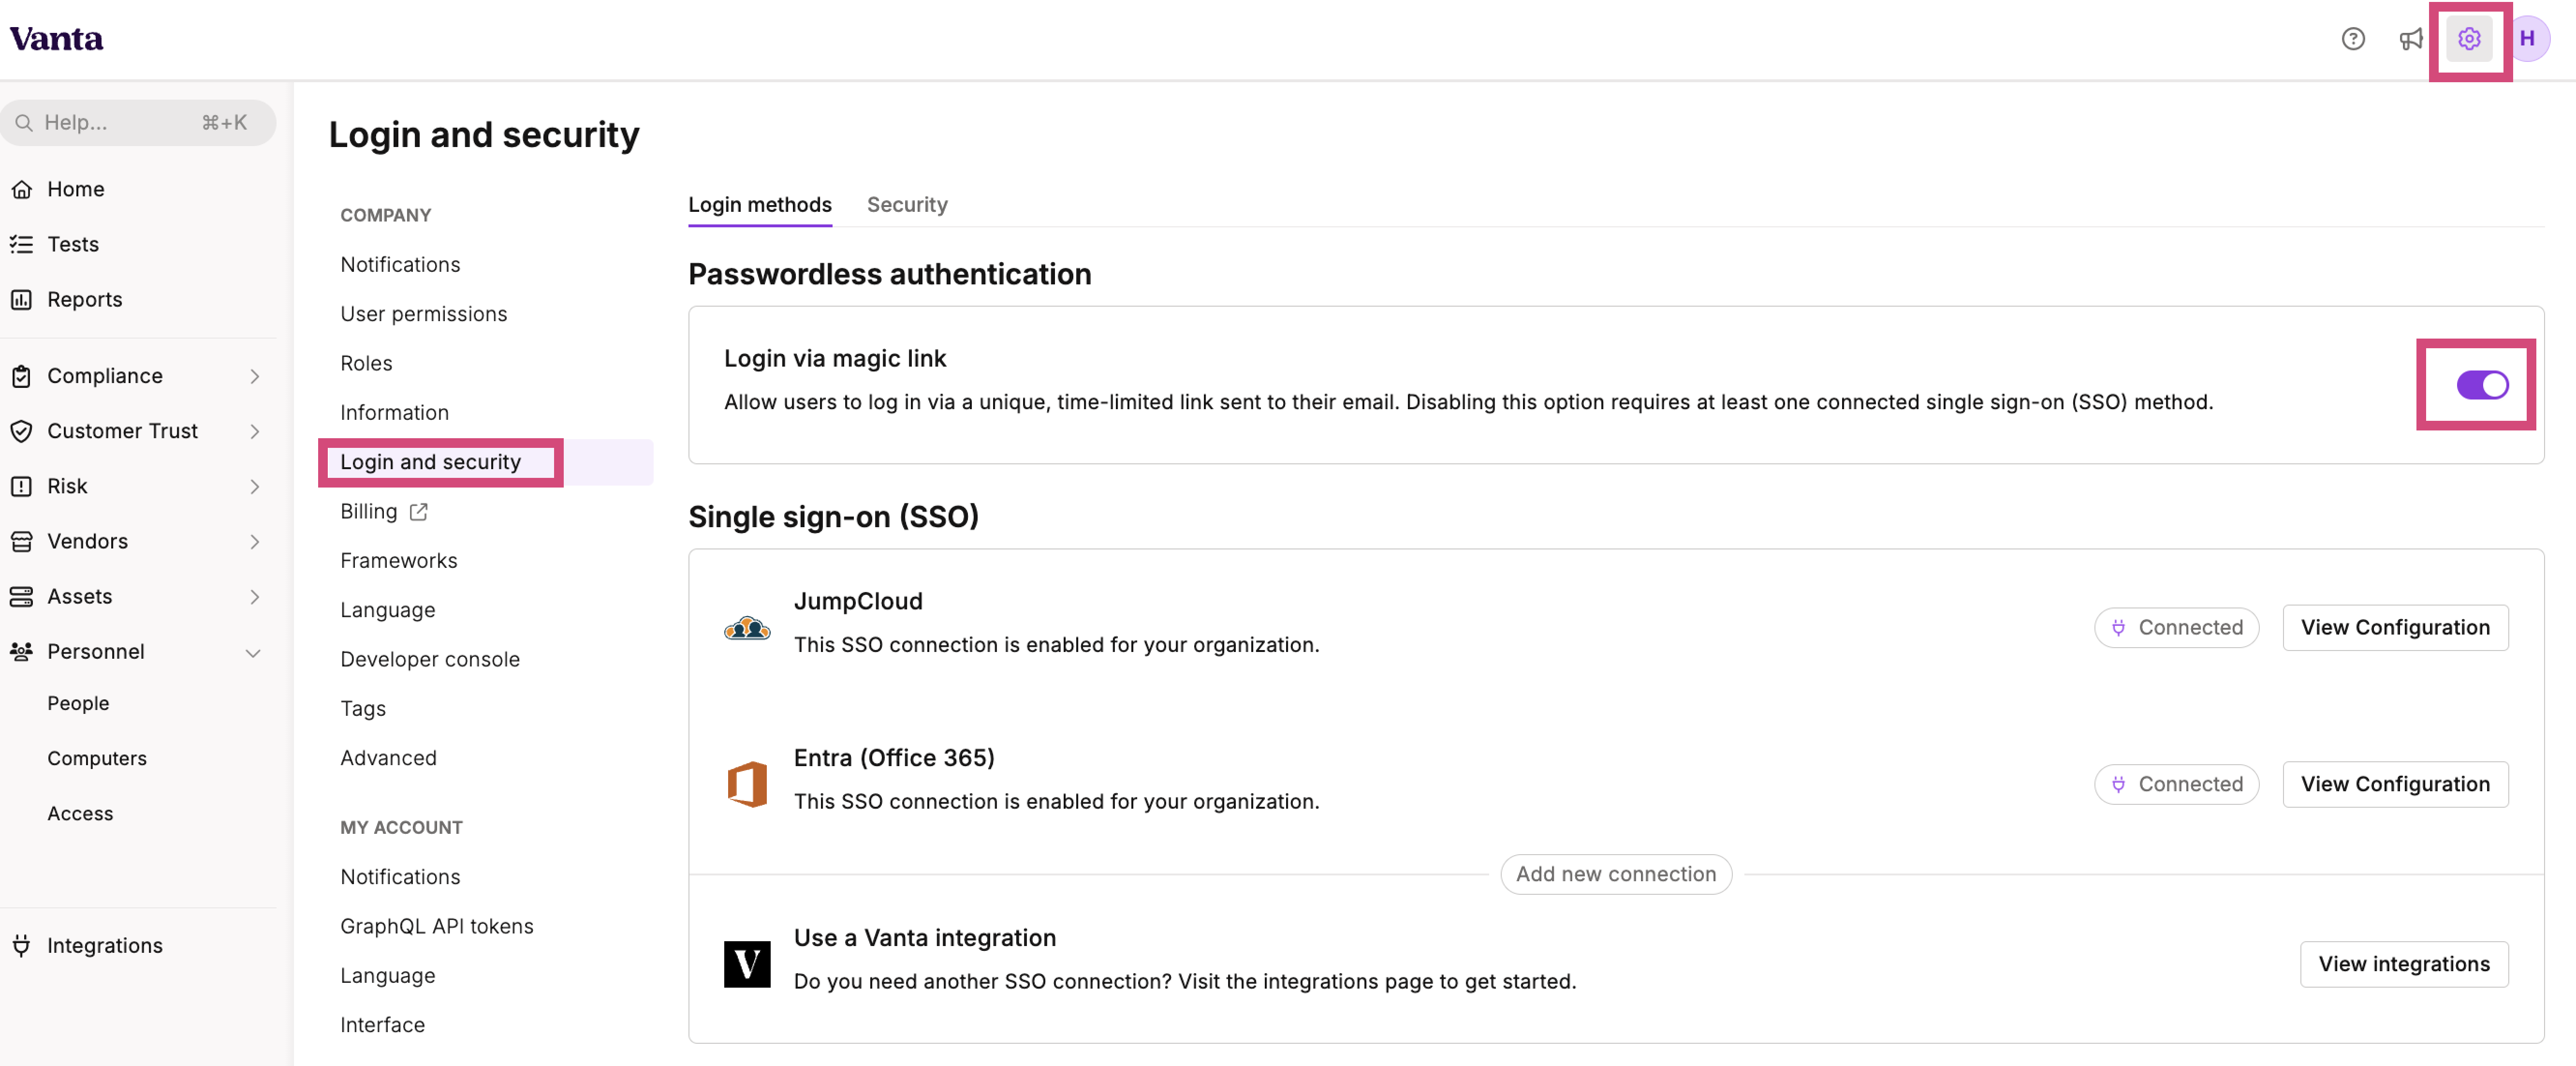 Vanta
H
Help... ⌘+K
Home
Tests
Reports
Compliance
Customer Trust
Risk
Vendors
Assets
Personnel
People
Computers
Access
Integrations
Login and security
COMPANY
Notifications
User permissions
Roles
Information
Login and security
Billing
Frameworks
Language
Developer console
Tags
Advanced
MY ACCOUNT
Notifications
GraphQL API tokens
Language
Interface
Login methods Security
Passwordless authentication
Login via magic link
Allow users to log in via a unique, time-limited link sent to their email. Disabling this option requires at least one connected single sign-on (SSO) method.
Single sign-on (SSO)
JumpCloud
This SSO connection is enabled for your organization.
Connected View Configuration
Entra (Office 365)
This SSO connection is enabled for your organization.
Connected View Configuration
Add new connection
V
Use a Vanta integration
Do you need another SSO connection? Visit the integrations page to get started.
View integrations